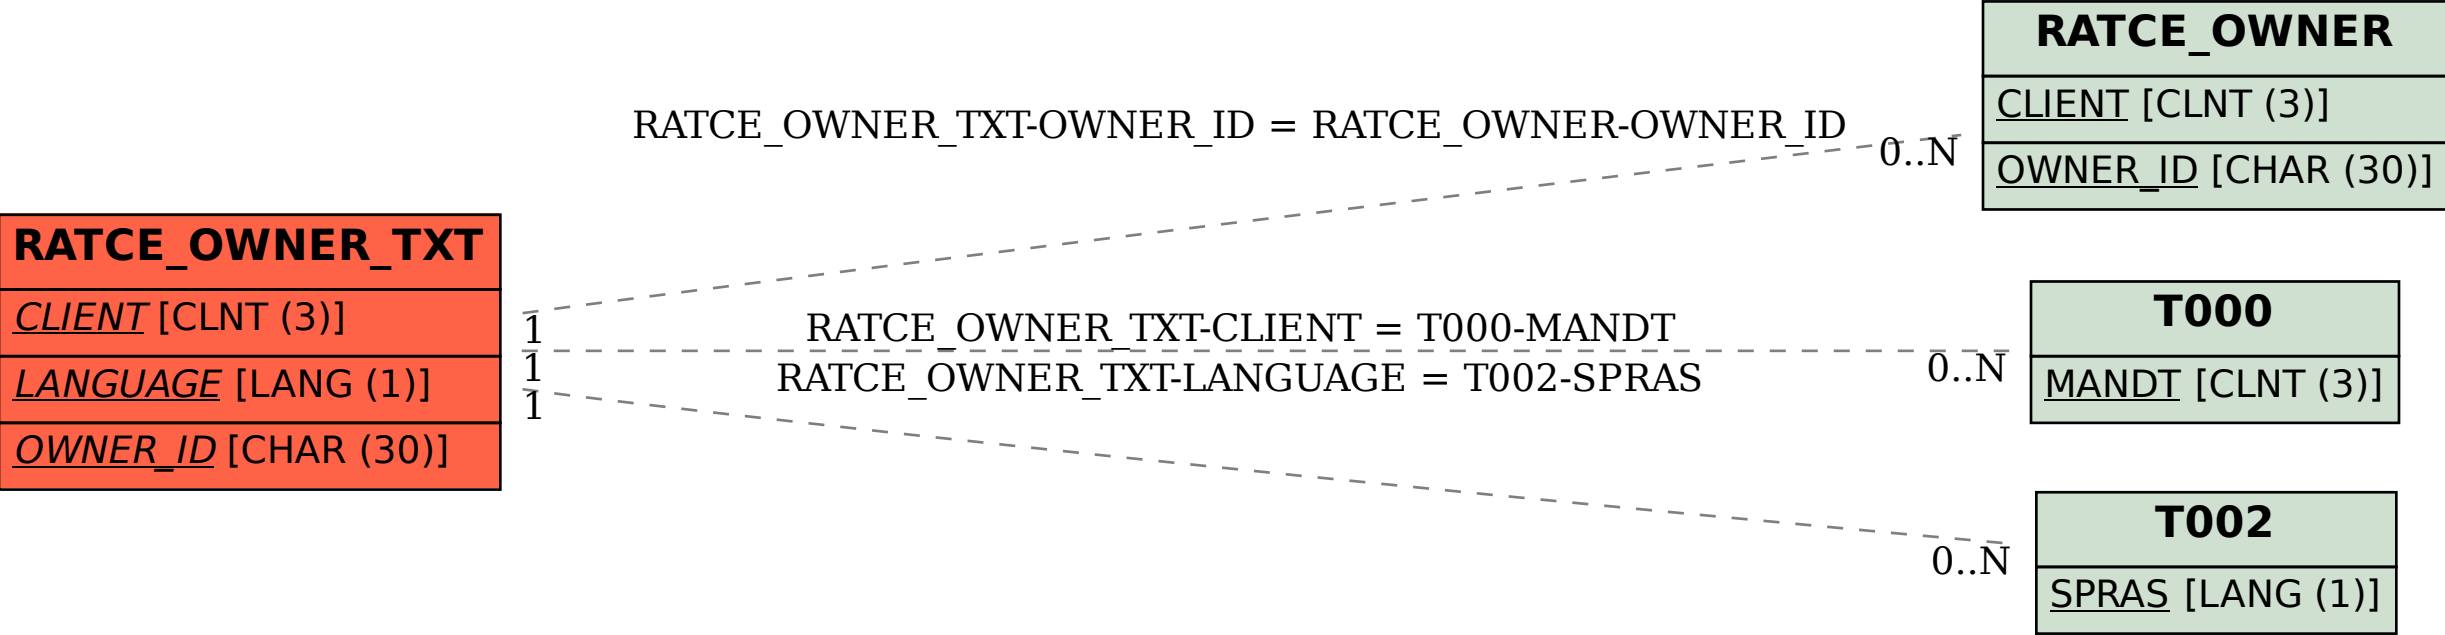 RATCE_OWNER_TXT
CLIENT [CLNT (3)]
LANGUAGE [LANG (1)]
OWNER_ID [CHAR (30)]
RATCE_OWNER_TXT-OWNER_ID = RATCE_OWNER-OWNER_ID
0..N
1
RATCE_OWNER_TXT-CLIENT = T000-MANDT
0..N
1
RATCE_OWNER_TXT-LANGUAGE = T002-SPRAS
0..N
1
RATCE_OWNER
CLIENT [CLNT (3)]
OWNER_ID [CHAR (30)]
T000
MANDT [CLNT (3)]
T002
SPRAS [LANG (1)]